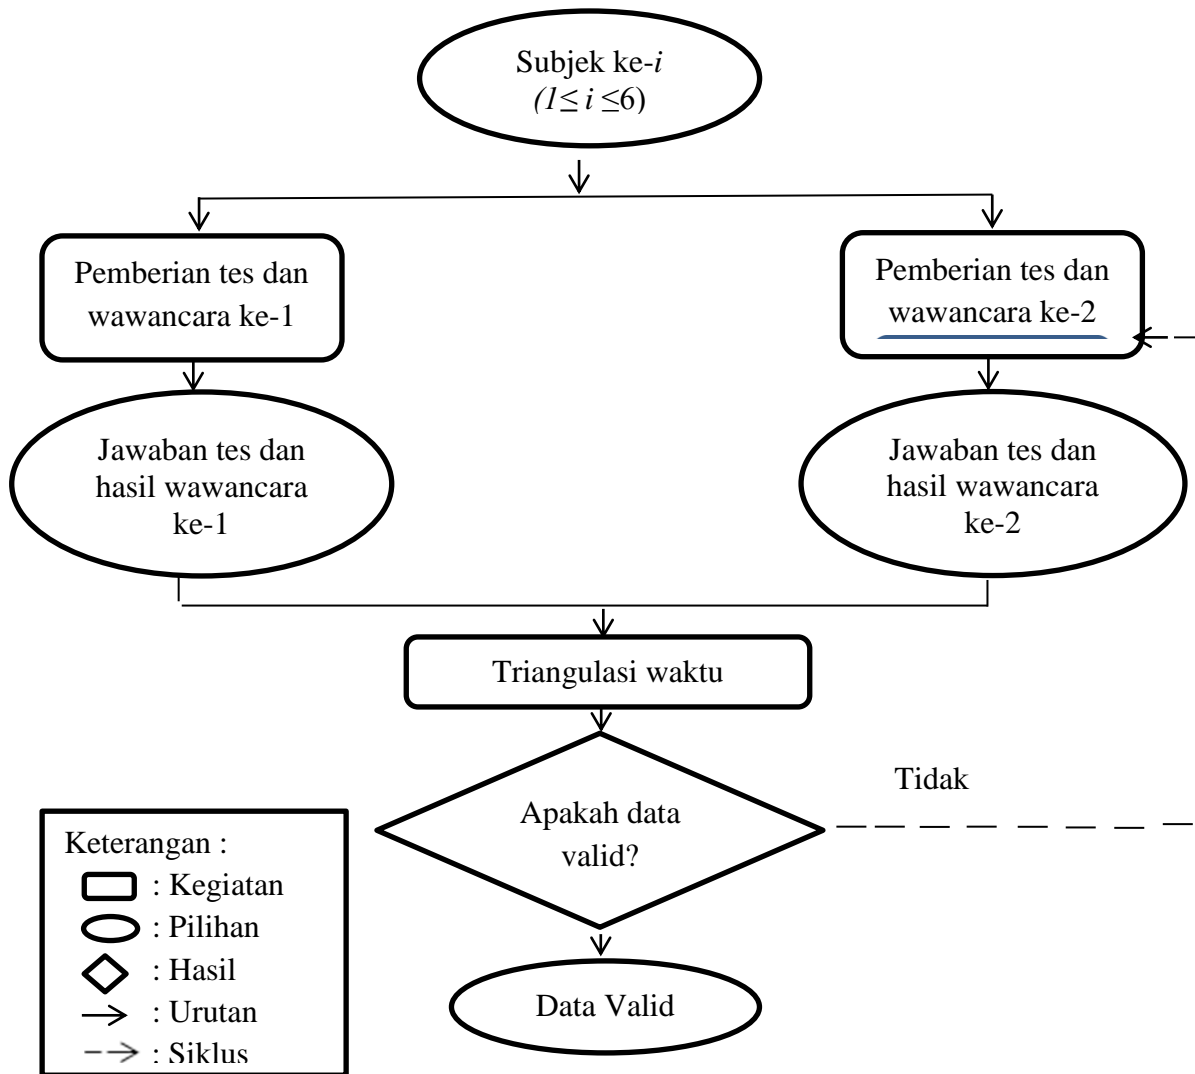 Subjek ke-i
(1≤ i ≤6)
Pemberian tes dan
wawancara ke-1
Pemberian tes dan
wawancara ke-2
Jawaban tes dan
hasil wawancara
ke-1
Jawaban tes dan
hasil wawancara
ke-2
Triangulasi waktu
Apakah data
valid?
Tidak
Data Valid
Keterangan :
: Kegiatan
: Pilihan
: Hasil
: Urutan
: Siklus